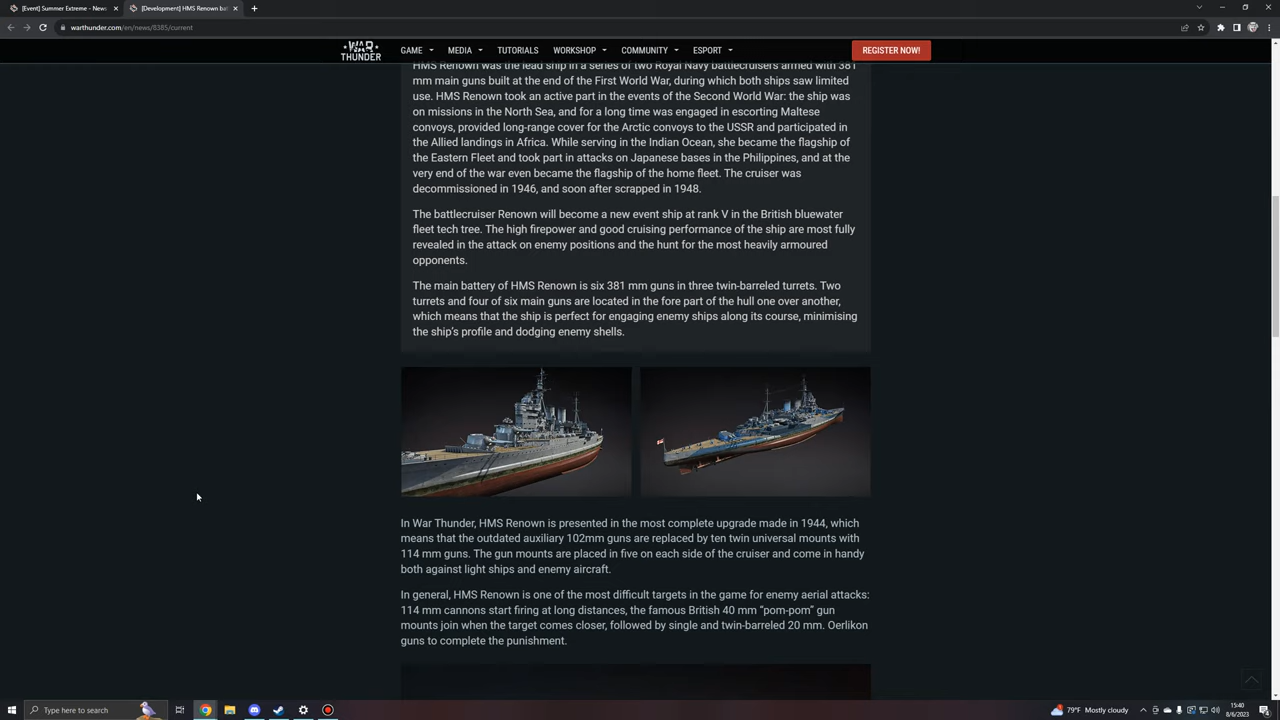 [Event] Summer Extreme - News
[Development] HMS Renown bat
warthunder.com/en/news/8385/current
WAR THUNDER
GAME
MEDIA
TUTORIALS
WORKSHOP
COMMUNITY
ESPORT
REGISTER NOW!
HMS Renown was the lead ship in a series of two Royal Navy battlecruisers armed with 381
mm main guns built at the end of the First World War, during which both ships saw limited
use. HMS Renown took an active part in the events of the Second World War: the ship was
on missions in the North Sea, and for a long time was engaged in escorting Maltese
convoys, provided long-range cover for the Arctic convoys to the USSR and participated in
the Allied landings in Africa. While serving in the Indian Ocean, she became the flagship of
the Eastern Fleet and took part in attacks on Japanese bases in the Philippines, and at the
very end of the war even became the flagship of the home fleet. The cruiser was
decommissioned in 1946, and soon after scrapped in 1948.
The battlecruiser Renown will become a new event ship at rank V in the British bluewater
fleet tech tree. The high firepower and good cruising performance of the ship are most fully
revealed in the attack on enemy positions and the hunt for the most heavily armoured
opponents.
The main battery of HMS Renown is six 381 mm guns in three twin-barreled turrets. Two
turrets and four of six main guns are located in the fore part of the hull one over another,
which means that the ship is perfect for engaging enemy ships along its course, minimising
the ship's profile and dodging enemy shells.
In War Thunder, HMS Renown is presented in the most complete upgrade made in 1944, which
means that the outdated auxiliary 102mm guns are replaced by ten twin universal mounts with
114 mm guns. The gun mounts are placed in five on each side of the cruiser and come in handy
both against light ships and enemy aircraft.
In general, HMS Renown is one of the most difficult targets in the game for enemy aerial attacks:
114 mm cannons start firing at long distances, the famous British 40 mm “pom-pom” gun
mounts join when the target comes closer, followed by single and twin-barreled 20 mm. Oerlikon
guns to complete the punishment.
Type here to search
79°F Mostly cloudy
15:40
8/6/2023